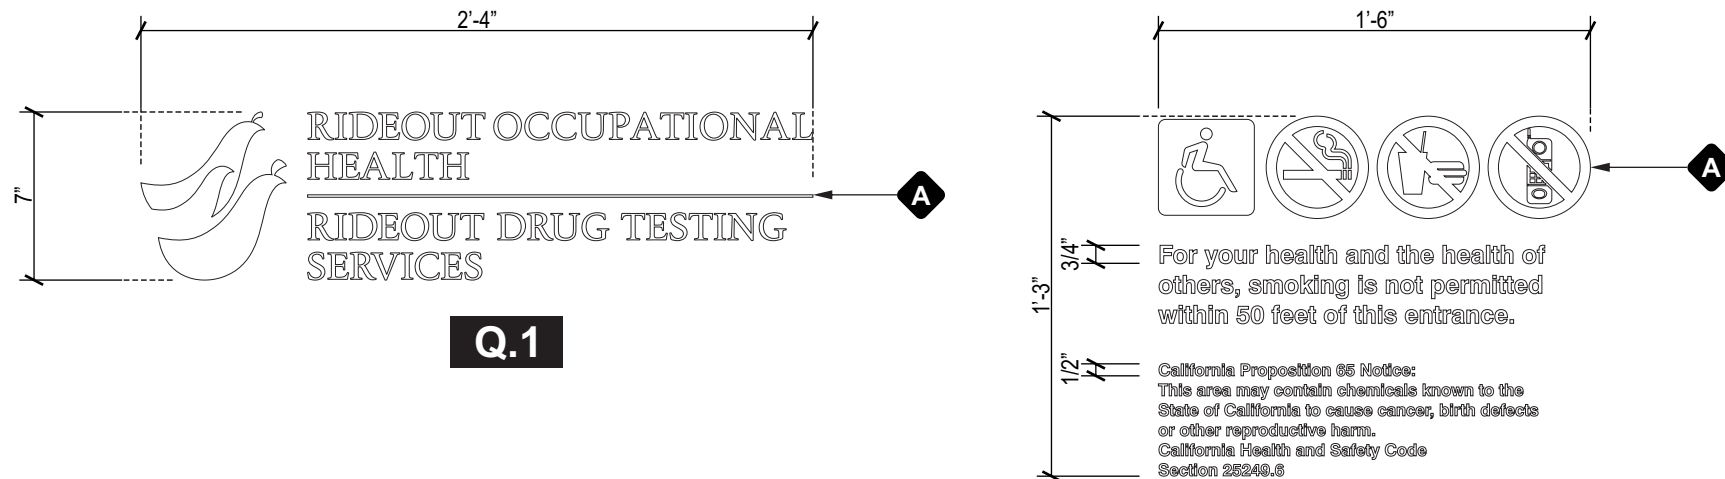 2’-4”
7”
RIDEOUT OCCUPATIONAL
HEALTH
RIDEOUT DRUG TESTING
SERVICES
A
Q.1
1’-6”
1’-3”
A
3/4”
For your health and the health of
others, smoking is not permitted
within 50 feet of this entrance.
1/2”
California Proposition 65 Notice:
This area may contain chemicals known to the
State of California to cause cancer, birth defects
or other reproductive harm.
California Health and Safety Code
Section 25249.6